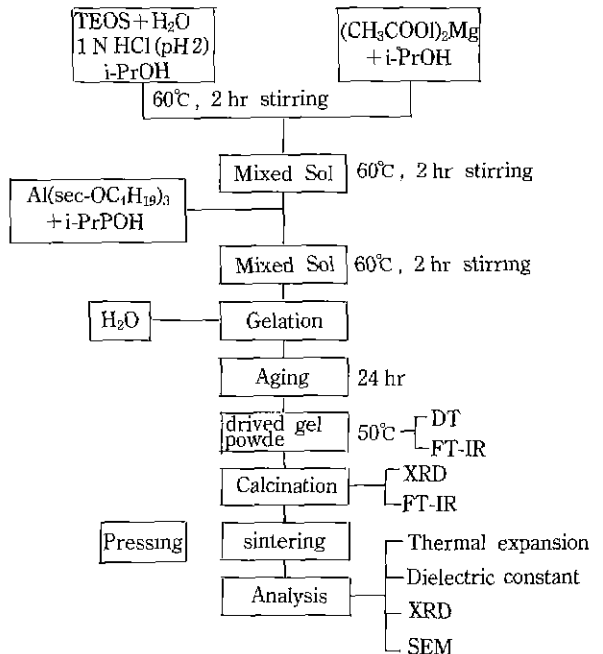 TEOS+H₂O
1 N HCl (pH 2)
i-PrOH
(CH₃COOl)₂Mg
+i-PrOH
60℃, 2 hr stirring
Mixed Sol
60℃, 2 hr stirring
Al(sec-OC₄H₁₉)₃
+i-PrPOH
Mixed Sol
60℃, 2 hr stirring
H₂O
Gelation
Aging
24 hr
drived gel
powde
50℃
DT
FT-IR
Calcination
XRD
FT-IR
Pressing
sintering
Analysis
Thermal expansion
Dielectric constant
XRD
SEM